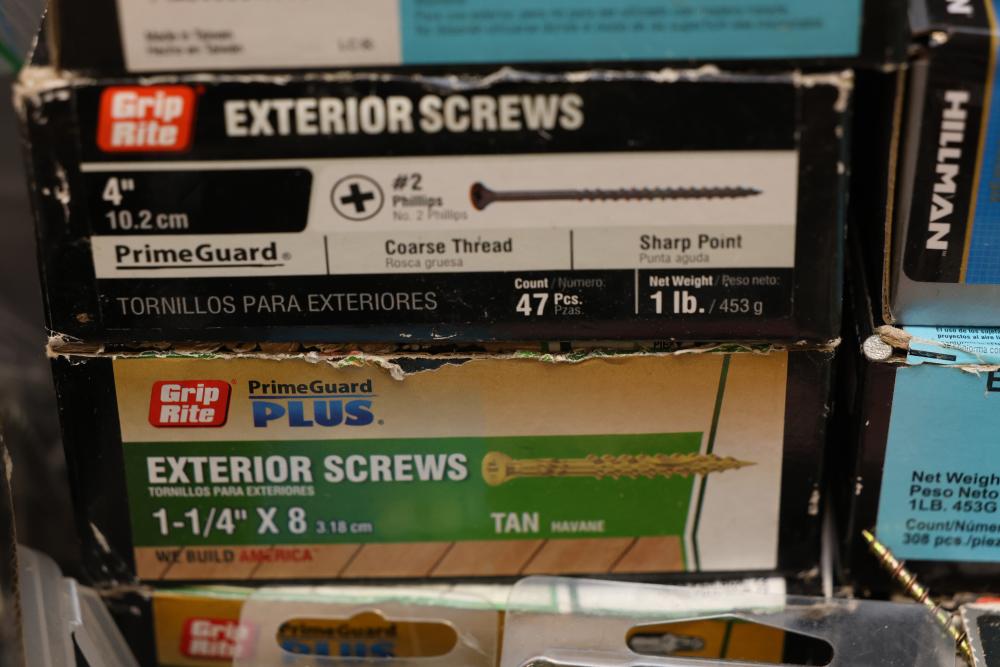 Made in Taiwan
Hecho en Taiwan
Grip
Rite
EXTERIOR SCREWS
4"
10.2 cm
#2
Phillips
No. 2 Phillips
PrimeGuard®
Coarse Thread
Rosca gruesa
Sharp Point
Punta aguda
TORNILLOS PARA EXTERIORES
Count / Número:
47 Pcs.
Pzas.
Net Weight / Peso neto:
1 lb. / 453 g
Grip
Rite®
PrimeGuard
PLUS®
EXTERIOR SCREWS
TORNILLOS PARA EXTERIORES
1-1/4" X 8 3.18 cm
TAN HAVANE
WE BUILD AMERICA™
Grip
Rite
PrimeGuard
PLUS
HILLMAN
Net Weigh
Peso Neto
1LB. 453G
Count/Núme
308 pcs./piez